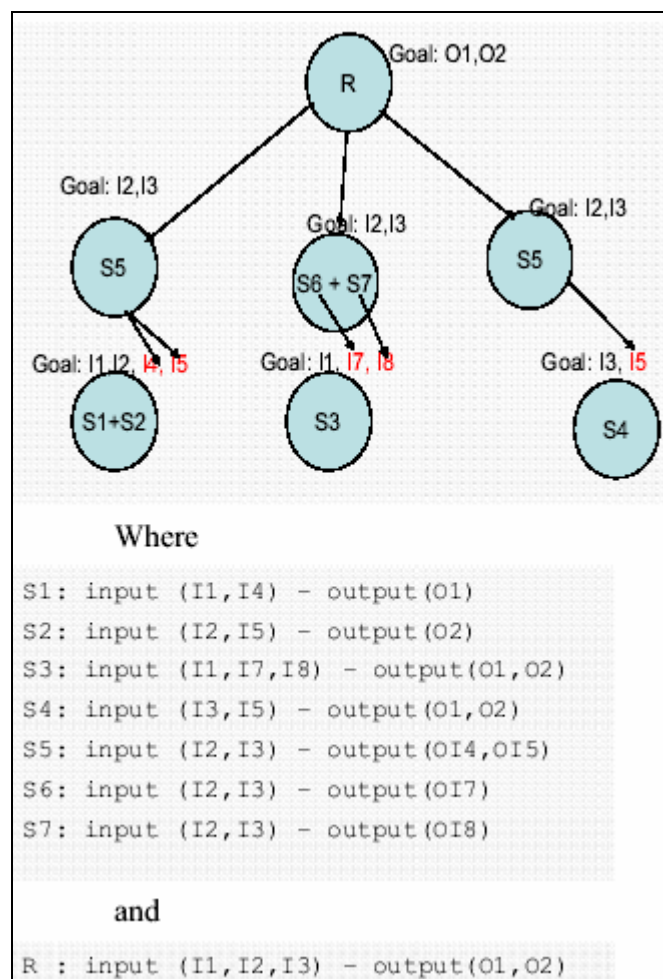 Goal: O1,O2
R
Goal: I2,I3
Goal: I2,I3
Goal: I2,I3
S5
S6 + S7
S5
Goal: I1,I2, I4, I5
Goal: I1, I7, I8
Goal: I3, I5
S1+S2
S3
S4
Where
S1: input (I1,I4) – output(O1)
S2: input (I2,I5) – output(O2)
S3: input (I1,I7,I8) – output(O1,O2)
S4: input (I3,I5) – output(O1,O2)
S5: input (I2,I3) – output(OI4,OI5)
S6: input (I2,I3) – output(OI7)
S7: input (I2,I3) – output(OI8)
and
R : input (I1,I2,I3) – output(O1,O2)